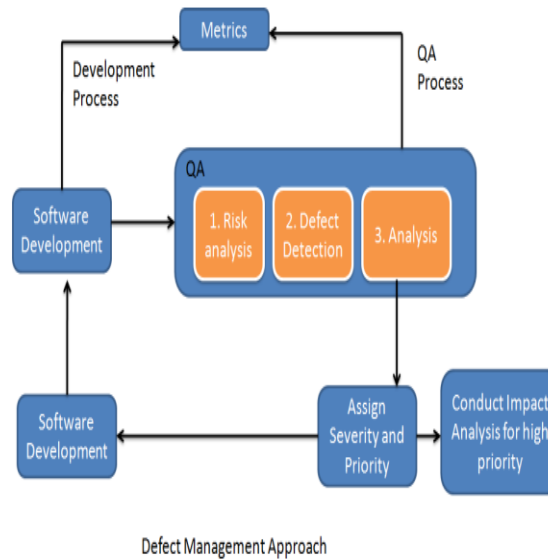 Metrics
Development
Process
QA
Process
QA
1. Risk
analysis
2. Defect
Detection
3. Analysis
Software
Development
Software
Development
Assign
Severity and
Priority
Conduct Impact
Analysis for high
priority
Defect Management Approach